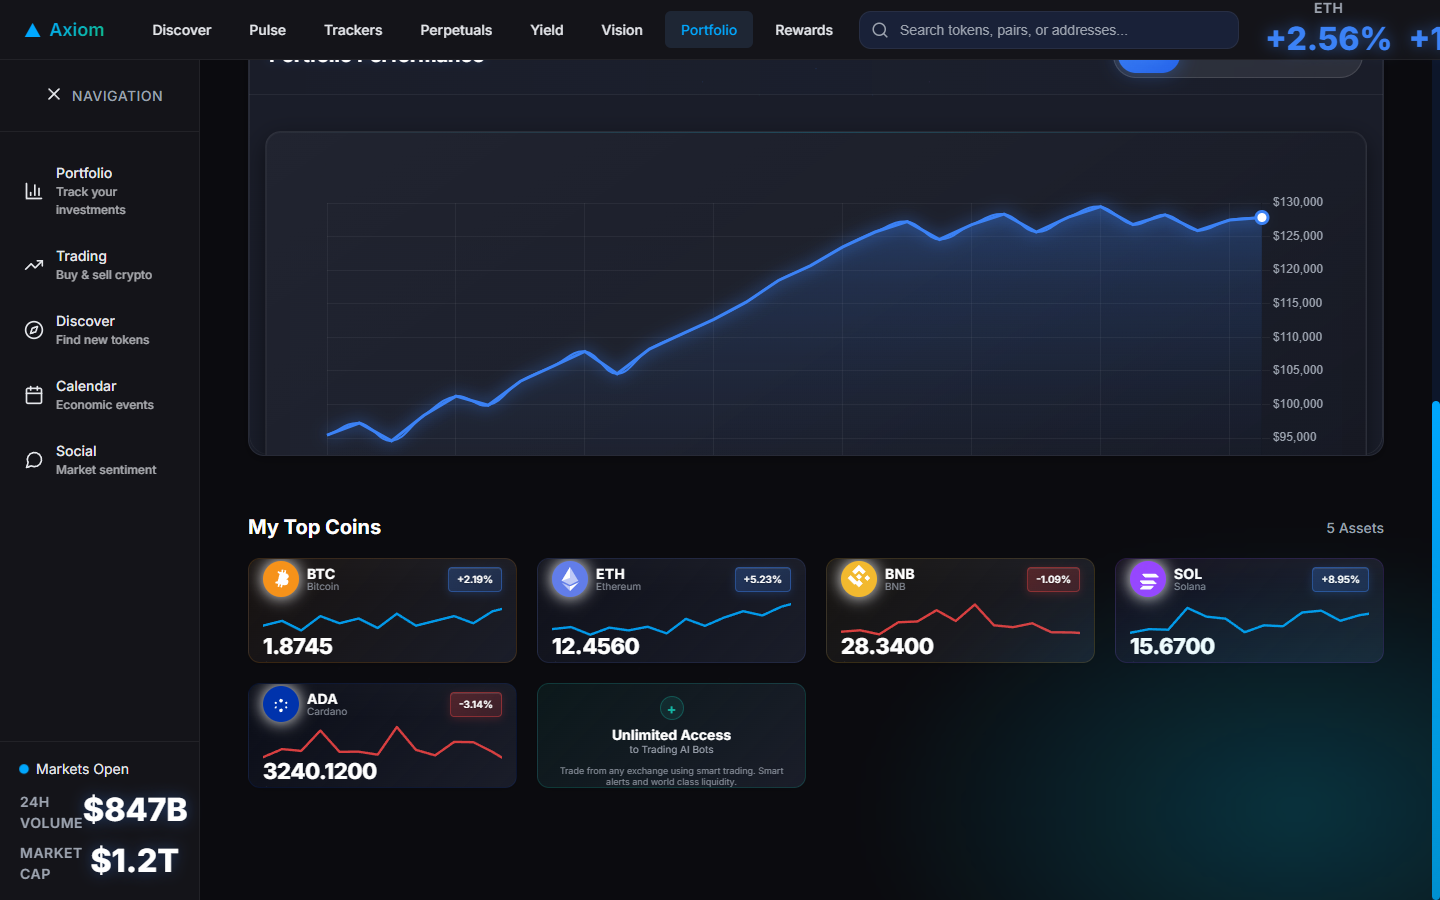 Axiom
Discover
Pulse
Trackers
Perpetuals
Yield
Vision
Portfolio
Rewards
Search tokens, pairs, or addresses...
ETH
+2.56%
+1
NAVIGATION
Portfolio
Track your
investments
Trading
Buy & sell crypto
Discover
Find new tokens
Calendar
Economic events
Social
Market sentiment
Markets Open
24H
VOLUME
$847B
MARKET
CAP
$1.2T
Portfolio Performance
$130,000
$125,000
$120,000
$115,000
$110,000
$105,000
$100,000
$95,000
My Top Coins
5 Assets
BTC
Bitcoin
+2.19%
1.8745
ETH
Ethereum
+5.23%
12.4560
BNB
BNB
-1.09%
28.3400
SOL
Solana
+8.95%
15.6700
ADA
Cardano
-3.14%
3240.1200
+
Unlimited Access
to Trading AI Bots
Trade from any exchange using smart trading. Smart
alerts and world class liquidity.